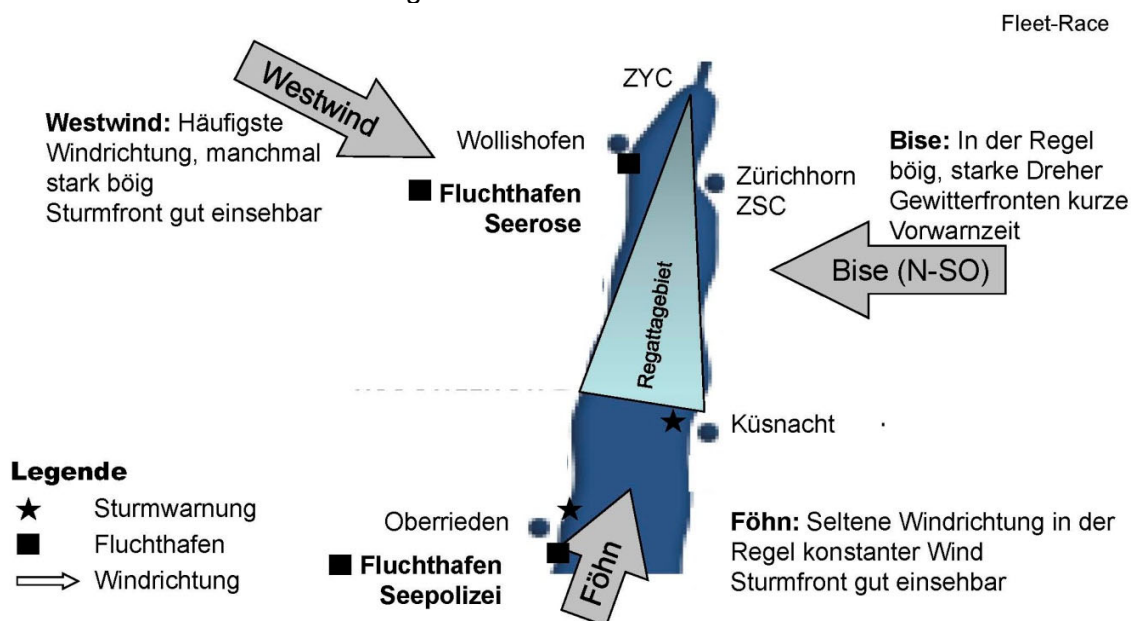 Fleet-Race
ZYC
Westwind
Westwind: Häufigste
Windrichtung, manchmal
stark böig
Sturmfront gut einsehbar
Wollishofen
Fluchthafen
Seerose
Zürichhorn
ZSC
Bise: In der Regel
böig, starke Dreher
Gewitterfronten kurze
Vorwarnzeit
Bise (N-SO)
Regattagebiet
Küsnacht
Legende
Sturmwarnung
Fluchthafen
Windrichtung
Oberrieden
Fluchthafen
Seepolizei
Föhn
Föhn: Seltene Windrichtung in der
Regel konstanter Wind
Sturmfront gut einsehbar